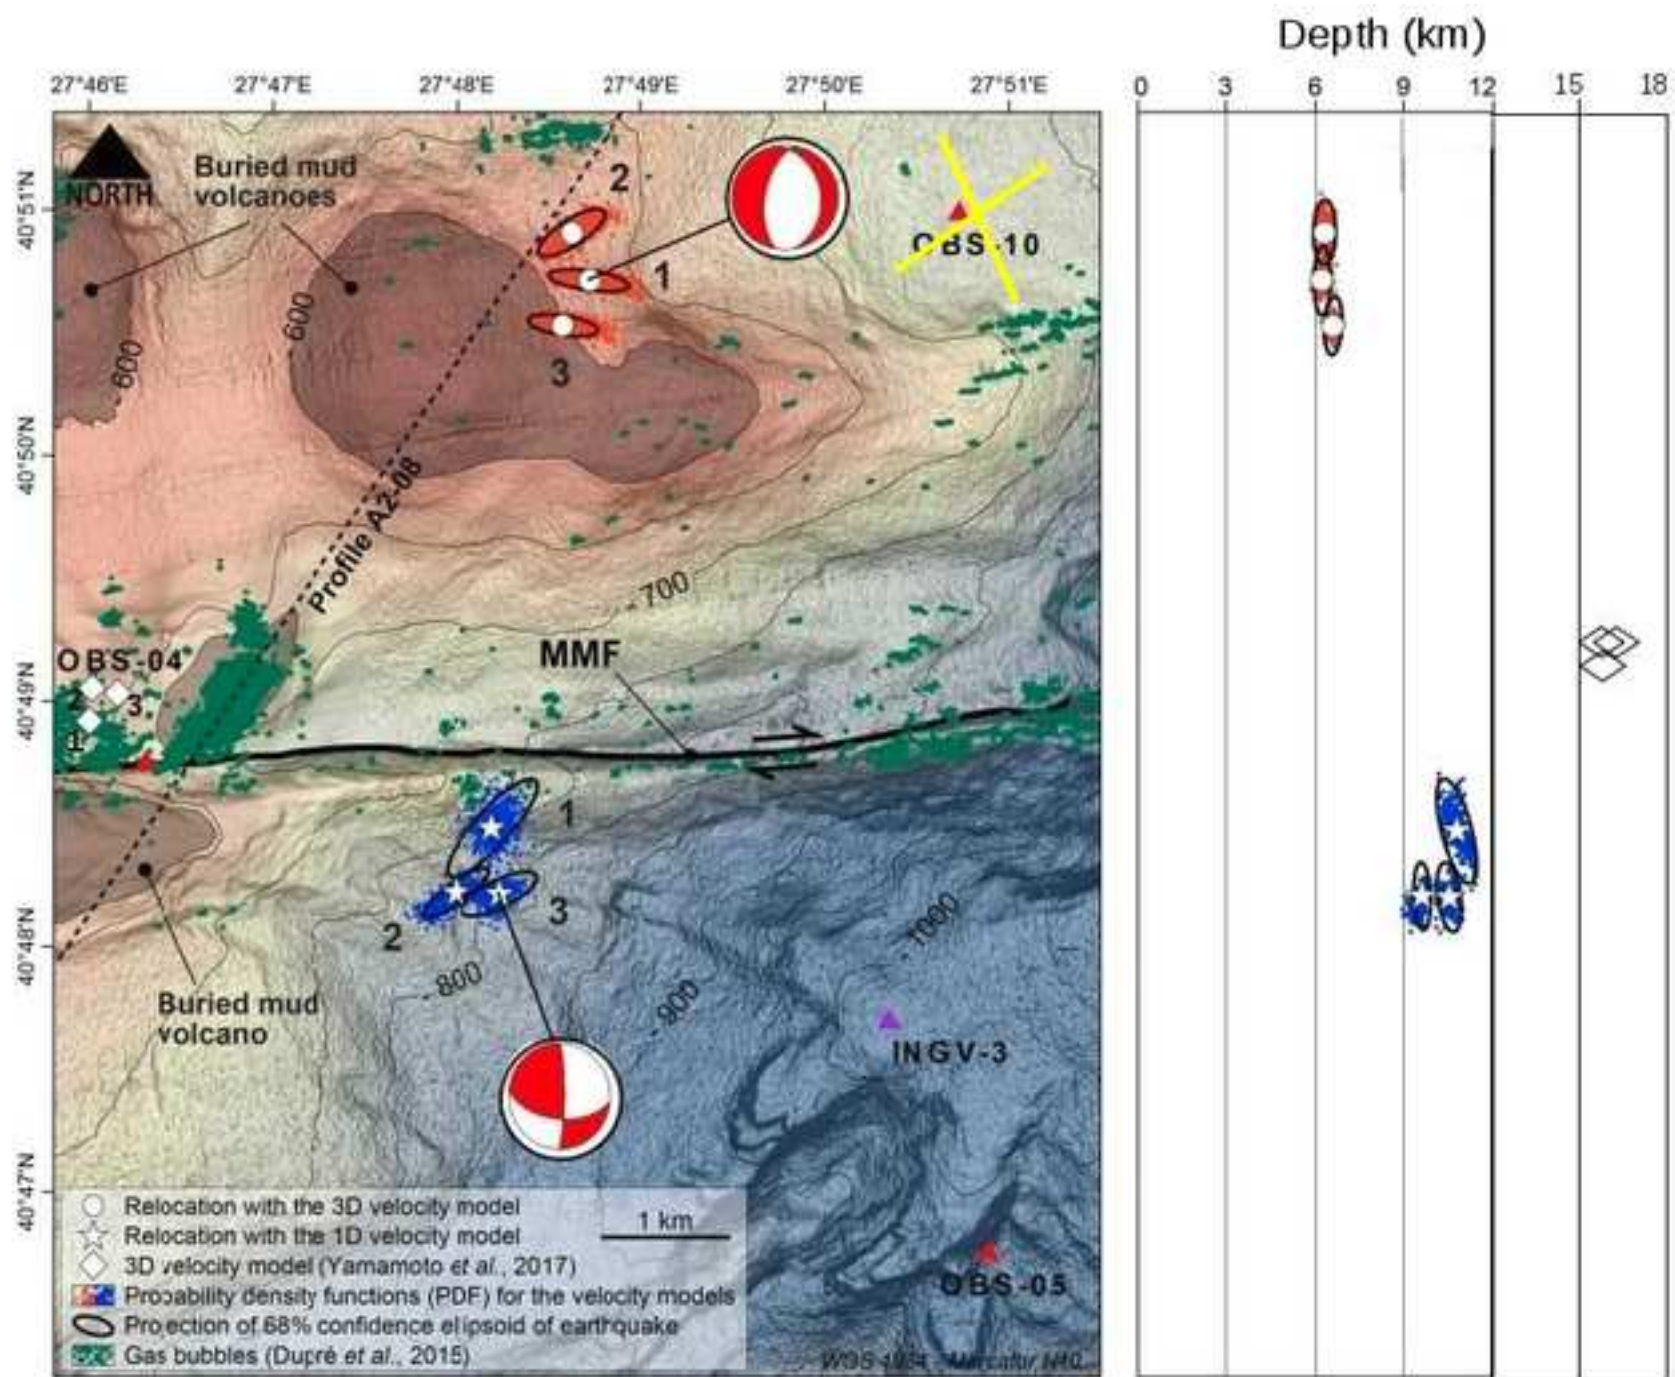 Depth (km)
27°46'E 27°47'E 27°48'E 27°49'E 27°50'E 27°51'E
0 3 6 9 12 15 18
40°51'N
40°50'N
40°49'N
40°48'N
40°47'N
NORTH
Buried mud
volcanoes
2
1
3
OBS-10
600
600
Profile A2-08
- 700
MMF
OBS-04
2
3
1
1
2
3
- 800
- 900
- 1000
Buried mud
volcano
INGV-3
OBS-05
Relocation with the 3D velocity model
Relocation with the 1D velocity model
3D velocity model (Yamamoto et al., 2017)
Probability density functions (PDF) for the velocity models
Projection of 68% confidence elipsoid of earthquake
Gas bubbles (Dupré et al., 2015)
1 km
WGS 1984 - Mercator N40